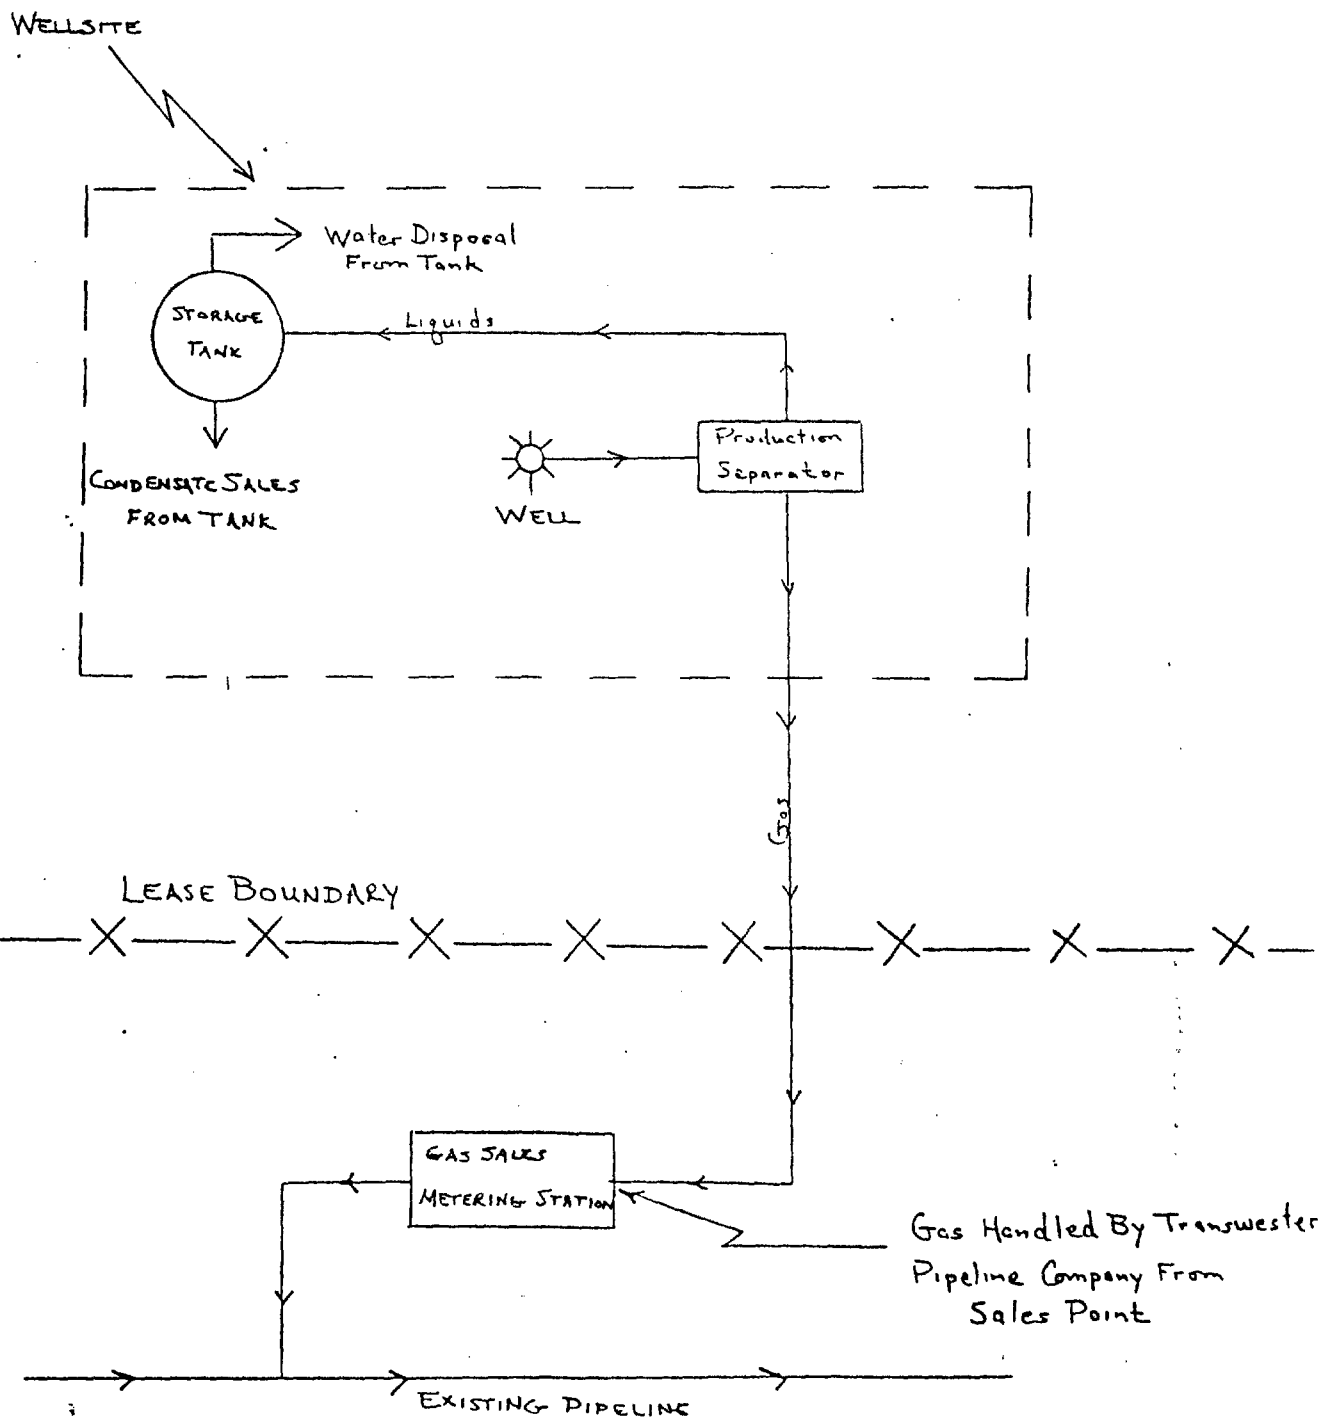 WELLSITE
Water Disposal
From Tank
STORAGE
TANK
Liquids
Production
Separator
CONDENSATE SALES
FROM TANK
WELL
Gas
LEASE BOUNDARY
GAS SALES
METERING STATION
Gas Handled By Transwester
Pipeline Company From
Sales Point
EXISTING PIPELINE